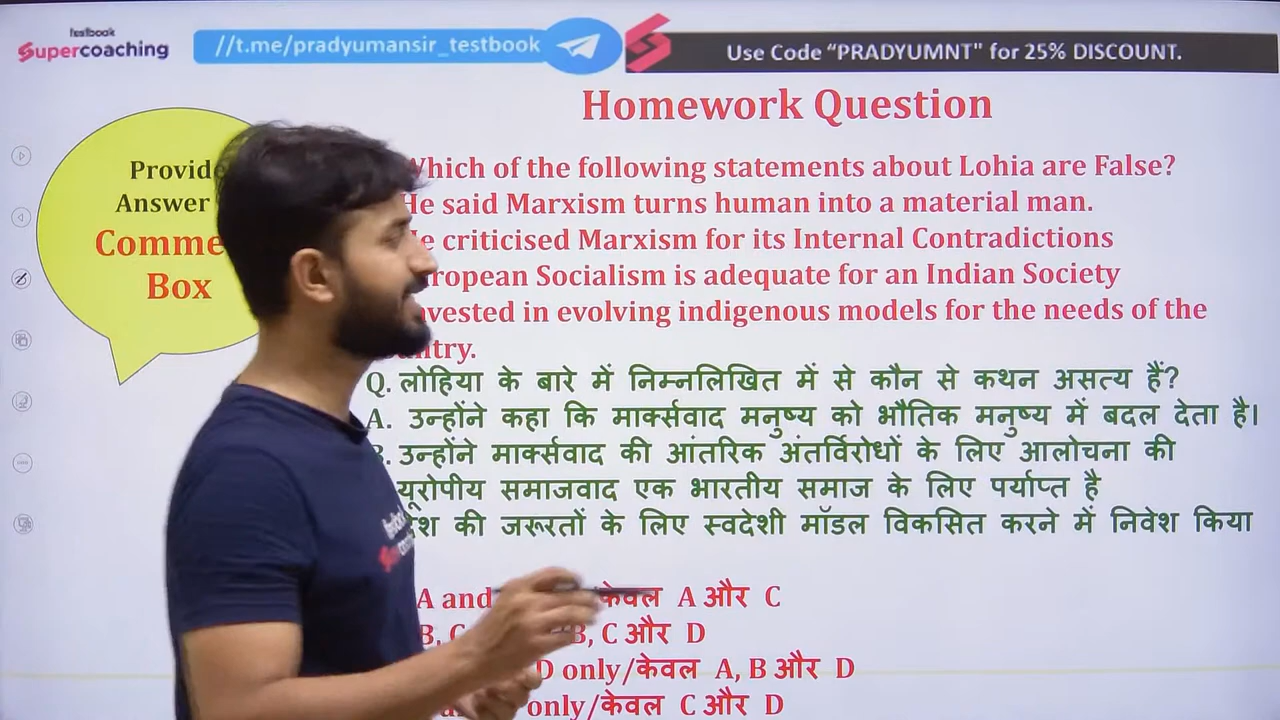 testbook
Supercoaching
//t.me/pradyumansir_testbook
Use Code “PRADYUMNT" for 25% DISCOUNT.
Homework Question
Provide
Answer
Box
Which of the following statements about Lohia are False?
He said Marxism turns human into a material man.
criticised Marxism for its Internal Contradictions
European Socialism is adequate for an Indian Society
in evolving indigenous models for the needs of the
Q. लोहिया के बारे में निम्नलिखित में से कौन से कथन असत्य हैं?
A. उन्होंने कहा कि मार्क्सवाद मनुष्य को भौतिक मनुष्य में बदल देता है।
B. उन्होंने मार्क्सवाद की आंतरिक अंतर्विरोधों के लिए आलोचना की
यूरोपीय समाजवाद एक भारतीय समाज के लिए पर्याप्त है
की जरूरतों के लिए स्वदेशी मॉडल विकसित करने में निवेश किया
A and केवल A और C
B, C B, C और D
D only/केवल A, B और D
only/केवल C और D